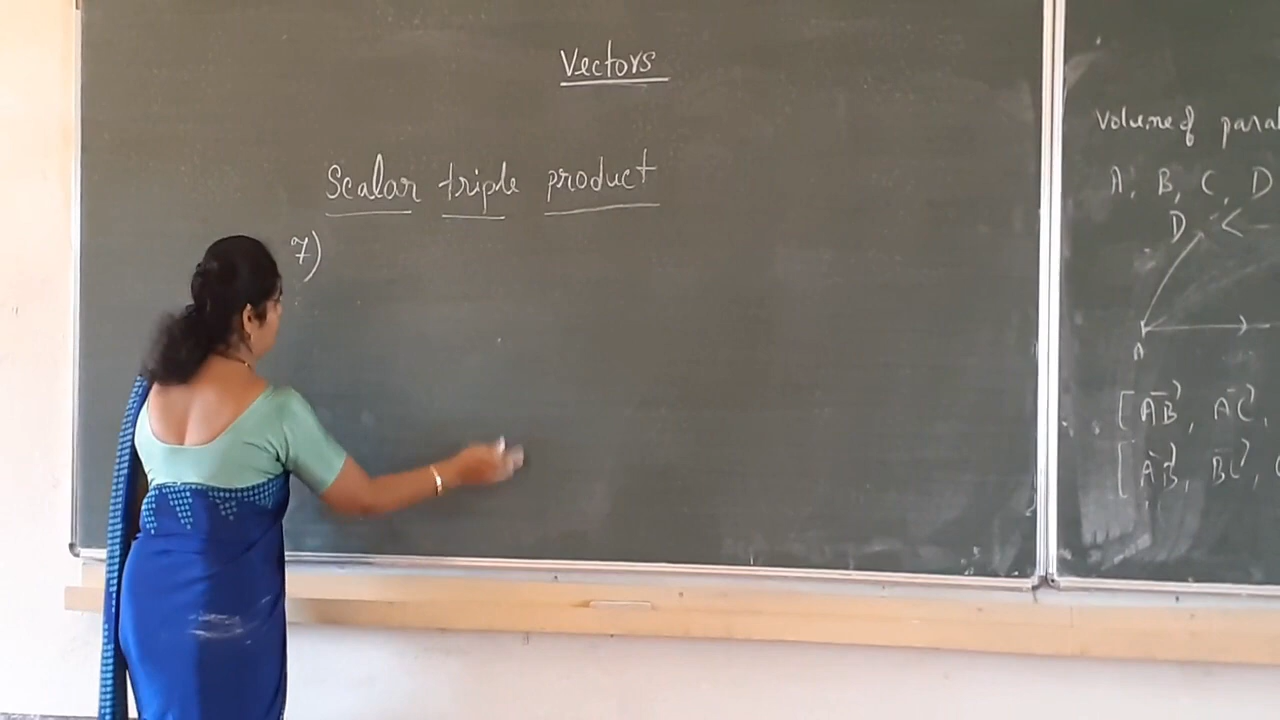 Vectors
Scalar triple product
7)
Volume of paral
A, B, C, D
D
A
[AB, AC,
[AB, BC,